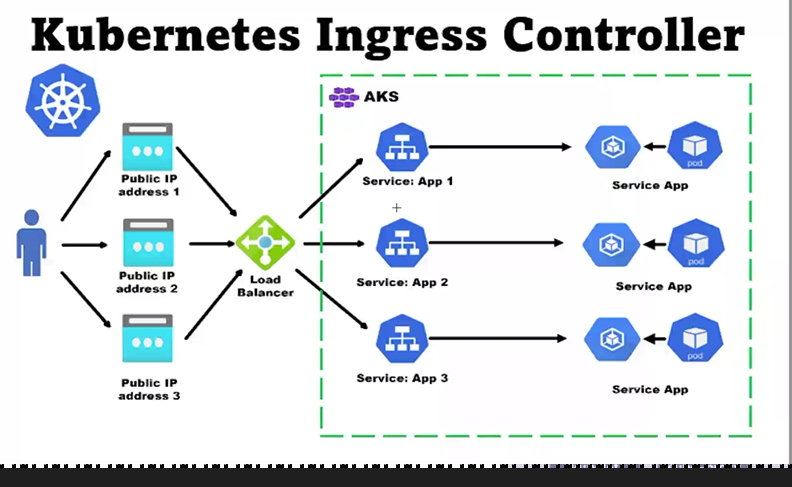 Kubernetes Ingress Controller
AKS
Public IP
address 1
Service: App 1
pod
Service App
Public IP
address 2
Load
Balancer
Service: App 2
pod
Service App
Public IP
address 3
Service: App 3
pod
Service App